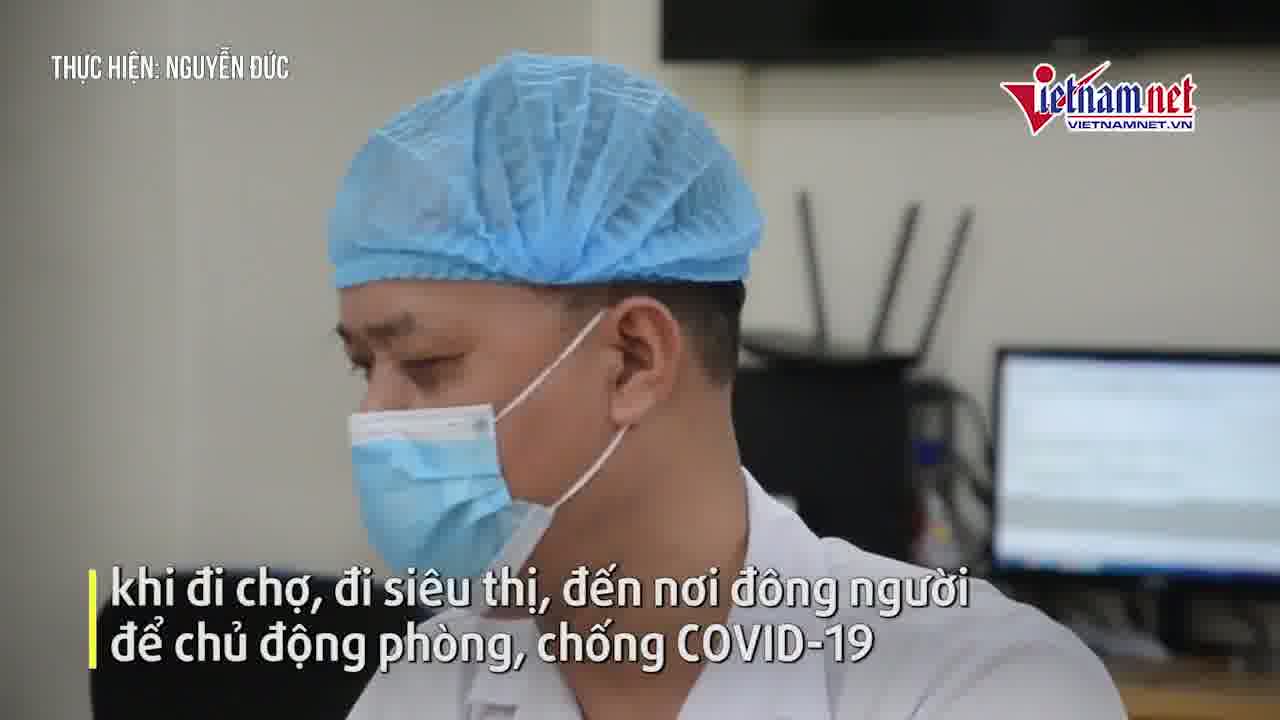 THỰC HIỆN: NGUYỄN ĐỨC
Vietnamnet
VIETNAMNET.VN
khi đi chợ, đi siêu thị, đến nơi đông người
để chủ động phòng, chống COVID-19